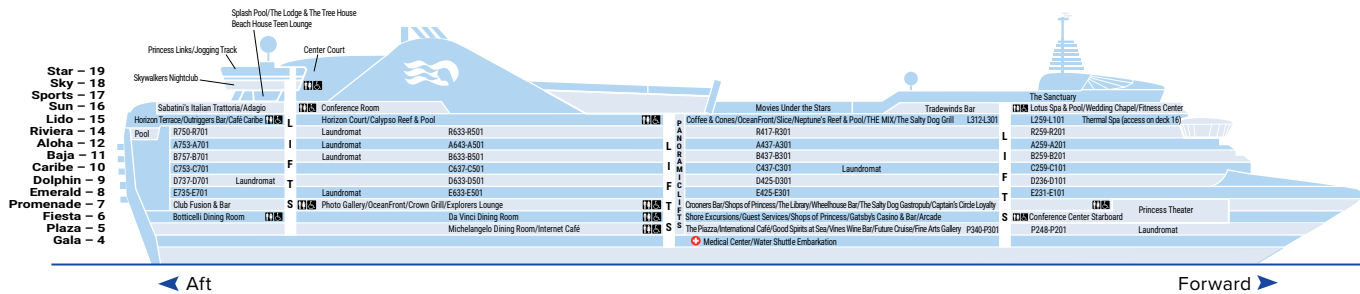 Splash Pool/The Lodge & The Tree House
Beach House Teen Lounge
Princess Links/Jogging Track
Center Court
Skywalkers Nightclub
Star – 19
Sky – 18
Sports – 17
The Sanctuary
Sun – 16
Sabatini's Italian Trattoria/Adagio
Conference Room
Movies Under the Stars
Tradewinds Bar
Lotus Spa & Pool/Wedding Chapel/Fitness Center
Lido – 15
Horizon Terrace/Outriggers Bar/Café Caribe
Horizon Court/Calypso Reef & Pool
Coffee & Cones/OceanFront/Slice/Neptune's Reef & Pool/THE MIX/The Salty Dog Grill
L312-L301
L259-L101
Thermal Spa (access on deck 16)
Riviera – 14
Pool
R750-R701
Laundromat
R633-R501
R417-R301
R259-R201
Aloha – 12
A753-A701
Laundromat
A643-A501
A437-A301
A259-A201
Baja – 11
B757-B701
Laundromat
B633-B501
B437-B301
B259-B201
Caribe – 10
C753-C701
C637-C501
C437-C301
Laundromat
C259-C101
Dolphin – 9
D737-D701
Laundromat
D633-D501
D425-D301
D236-D101
Emerald – 8
E735-E701
Laundromat
E633-E501
E425-E301
E231-E101
Promenade – 7
Club Fusion & Bar
Photo Gallery/OceanFront/Crown Grill/Explorers Lounge
Crooners Bar/Shops of Princess/The Library/Wheelhouse Bar/The Salty Dog Gastropub/Captain's Circle Loyalty
Princess Theater
Fiesta – 6
Botticelli Dining Room
Da Vinci Dining Room
Shore Excursions/Guest Services/Shops of Princess/Gatsby's Casino & Bar/Arcade
Conference Center Starboard
Plaza – 5
Michelangelo Dining Room/Internet Café
The Piazza/International Café/Good Spirits at Sea/Vines Wine Bar/Future Cruise/Fine Arts Gallery
P340-P301
P248-P201
Laundromat
Gala – 4
Medical Center/Water Shuttle Embarkation
LIFTS
LIFTS
PANORAMIC LIFTS
LIFTS
Aft
Forward